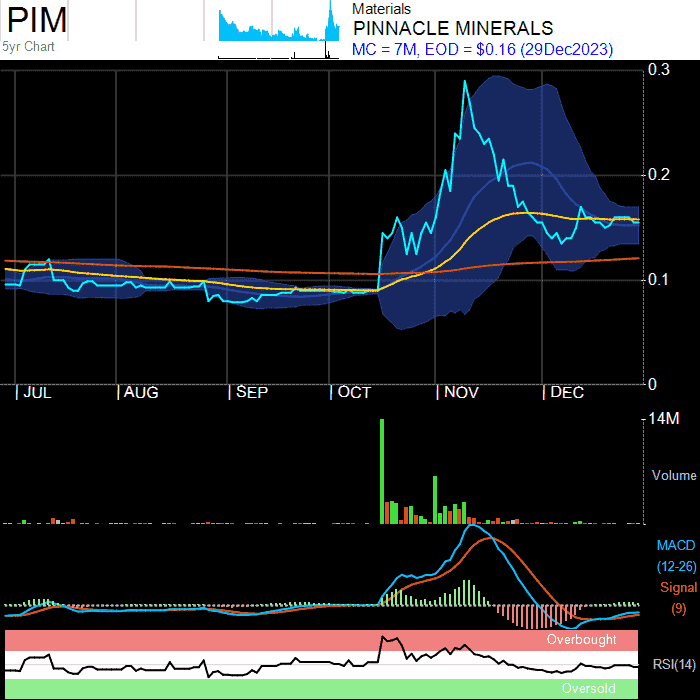 PIM
5yr Chart
Materials
PINNACLE MINERALS
MC = 7M, EOD = $0.16 (29Dec2023)
0.3
0.2
0.1
0
JUL AUG SEP OCT NOV DEC
14M
Volume
MACD
(12-26)
Signal
(9)
Overbought
RSI(14)
Oversold